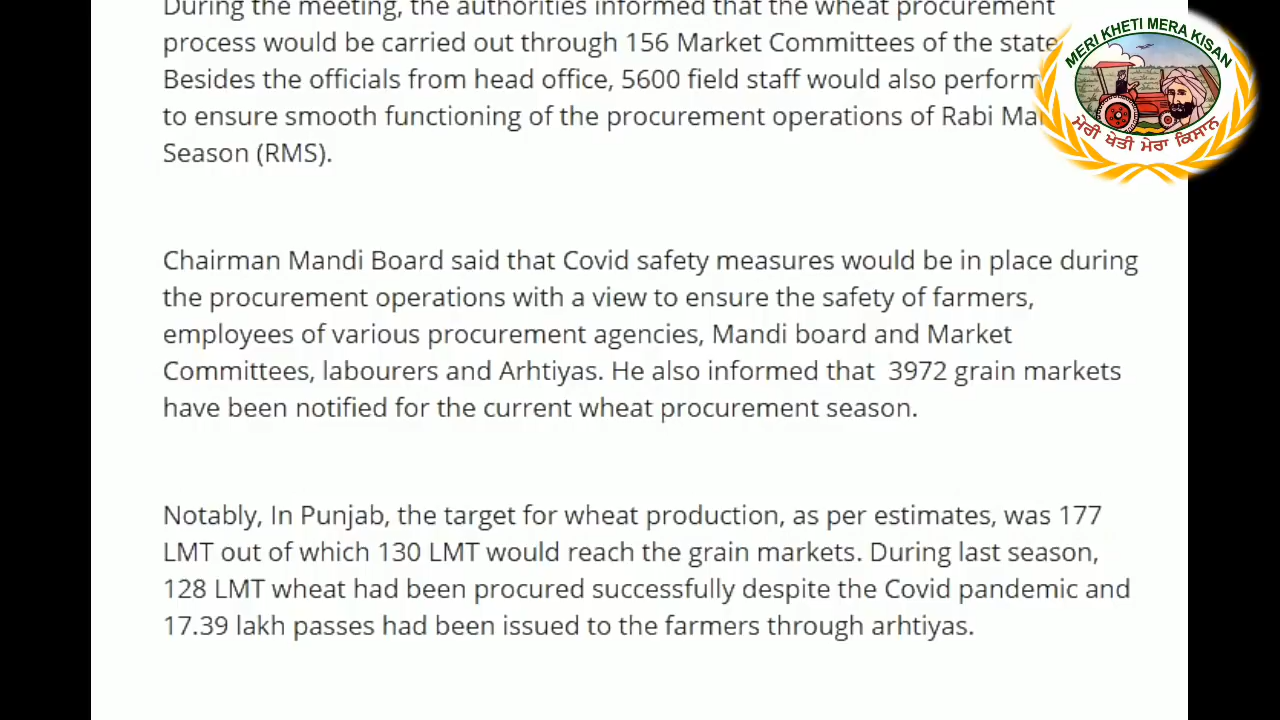 During the meeting, the authorities informed that the wheat procurement
process would be carried out through 156 Market Committees of the state
Besides the officials from head office, 5600 field staff would also perform
to ensure smooth functioning of the procurement operations of Rabi
Season (RMS).
Chairman Mandi Board said that Covid safety measures would be in place during
the procurement operations with a view to ensure the safety of farmers,
employees of various procurement agencies, Mandi board and Market
Committees, labourers and Arhtiyas. He also informed that 3972 grain markets
have been notified for the current wheat procurement season.
Notably, In Punjab, the target for wheat production, as per estimates, was 177
LMT out of which 130 LMT would reach the grain markets. During last season,
128 LMT wheat had been procured successfully despite the Covid pandemic and
17.39 lakh passes had been issued to the farmers through arhtiyas.
MERI KHETI MERA KISAN
ਮੇਰੀ ਖੇਤੀ ਮੇਰਾ ਕਿਸਾਨ